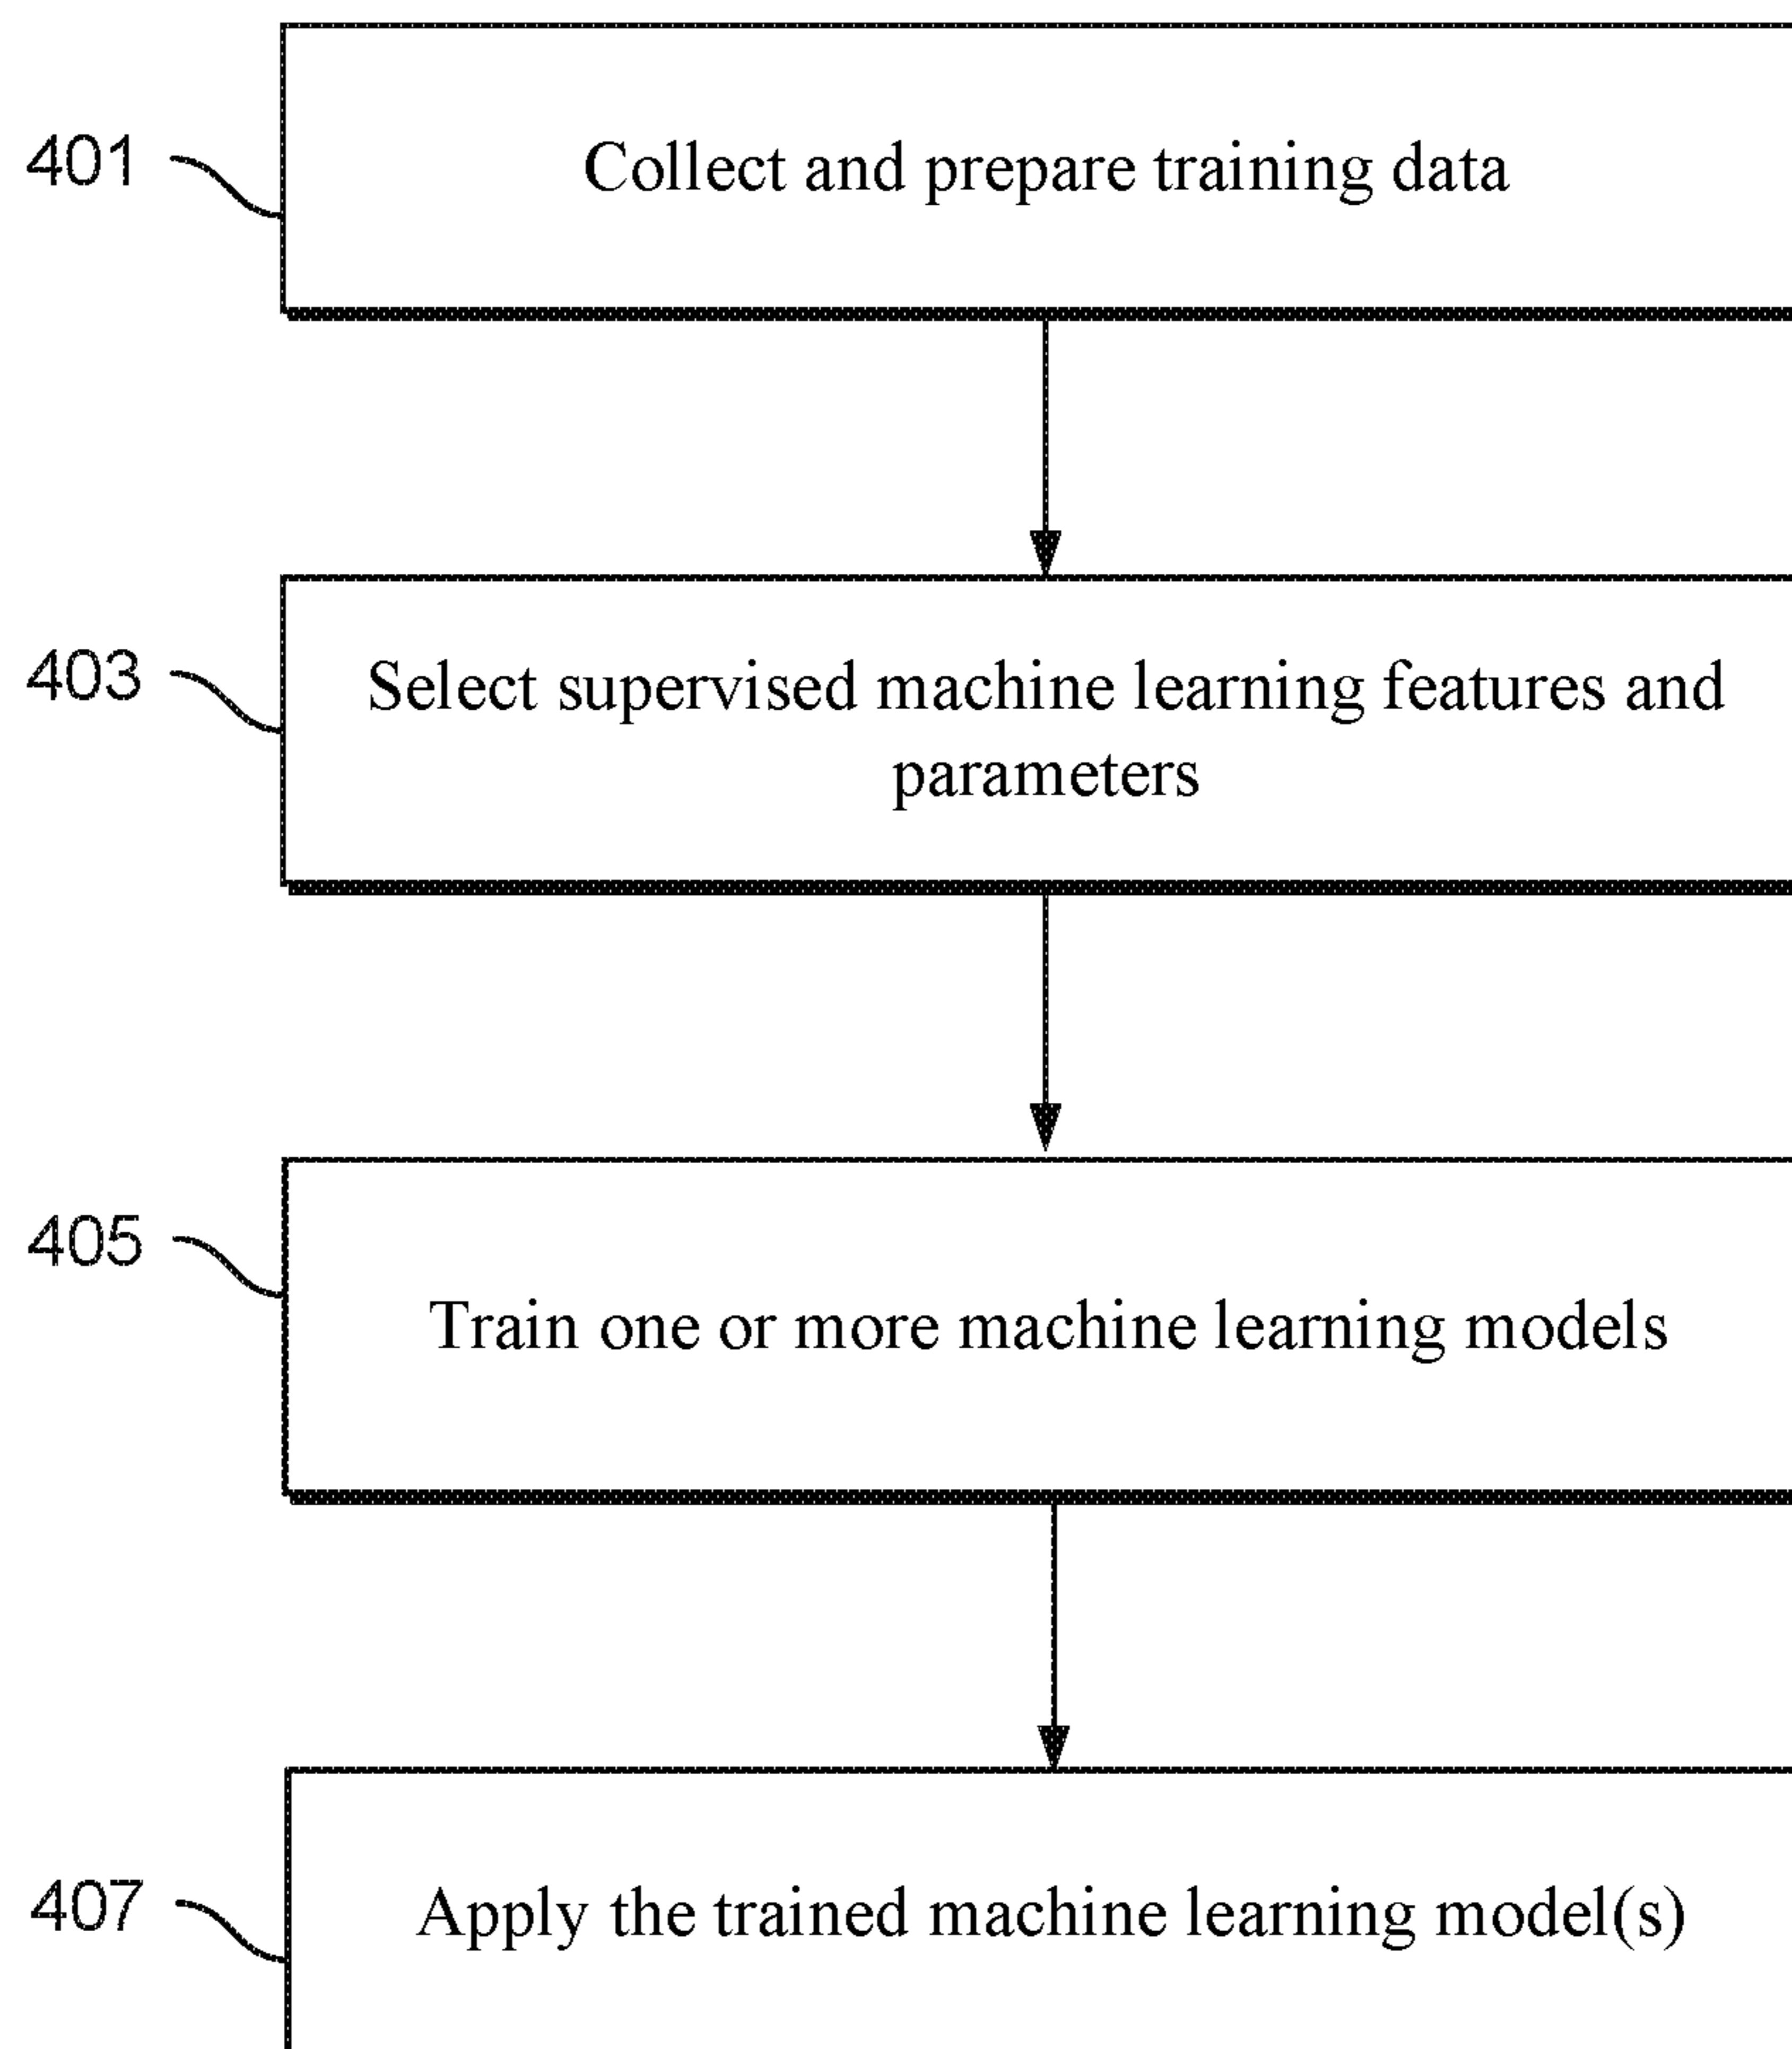 401
Collect and prepare training data
403
Select supervised machine learning features and
parameters
405
Train one or more machine learning models
407
Apply the trained machine learning model(s)